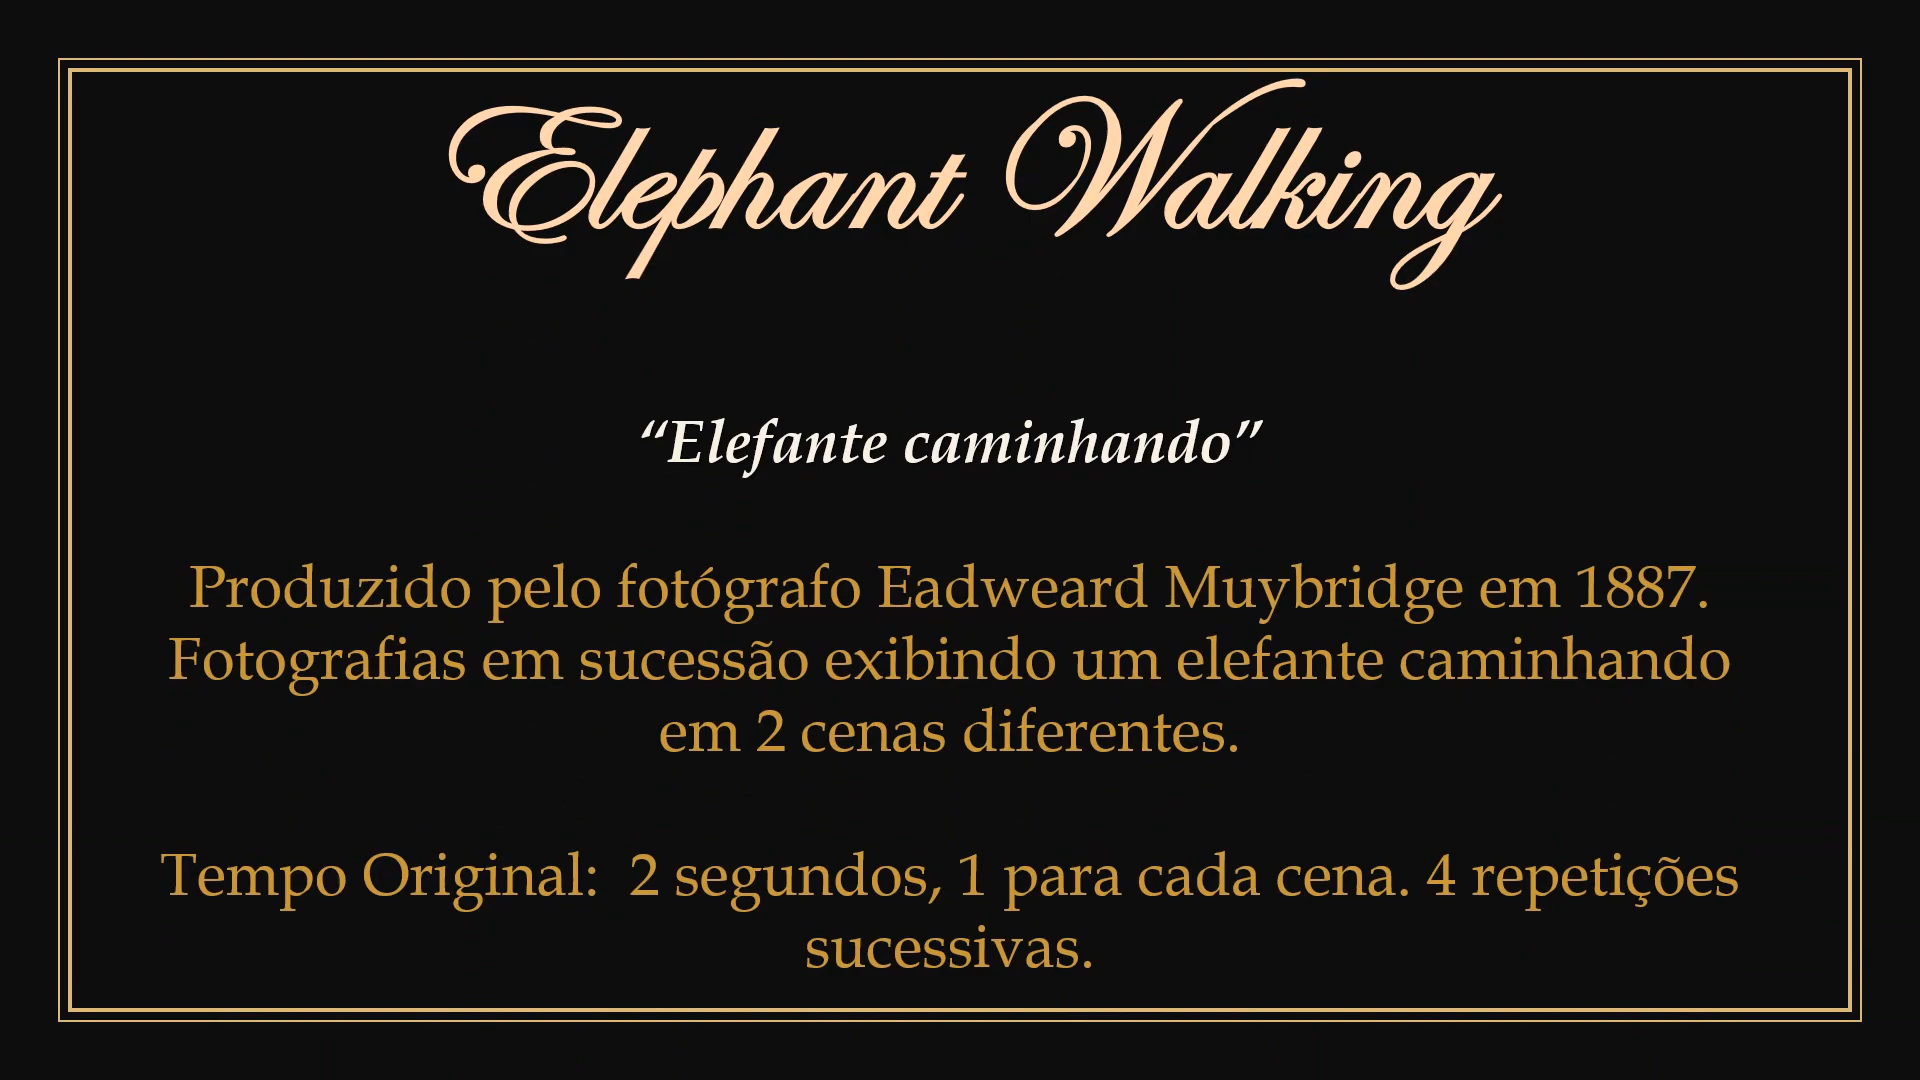 Elephant Walking
“Elefante caminhando”
Produzido pelo fotógrafo Eadweard Muybridge em 1887.
Fotografias em sucessão exibindo um elefante caminhando
em 2 cenas diferentes.
Tempo Original:  2 segundos, 1 para cada cena. 4 repetições
sucessivas.